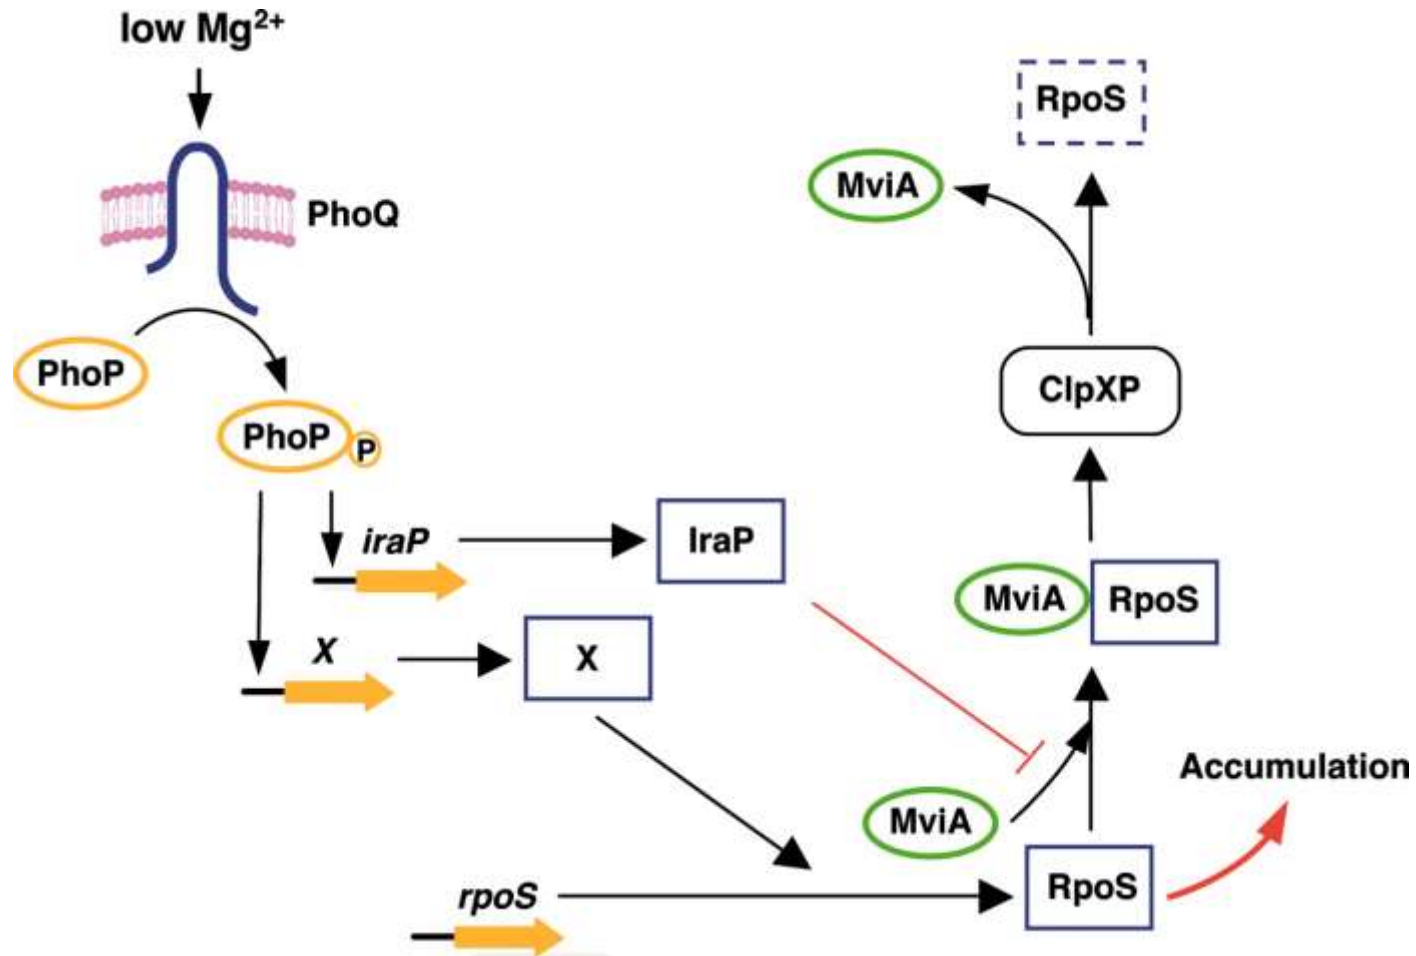 low Mg²⁺
RpoS
MviA
PhoQ
PhoP
ClpXP
PhoP
P
iraP
IraP
MviA
RpoS
X
X
Accumulation
MviA
RpoS
rpoS